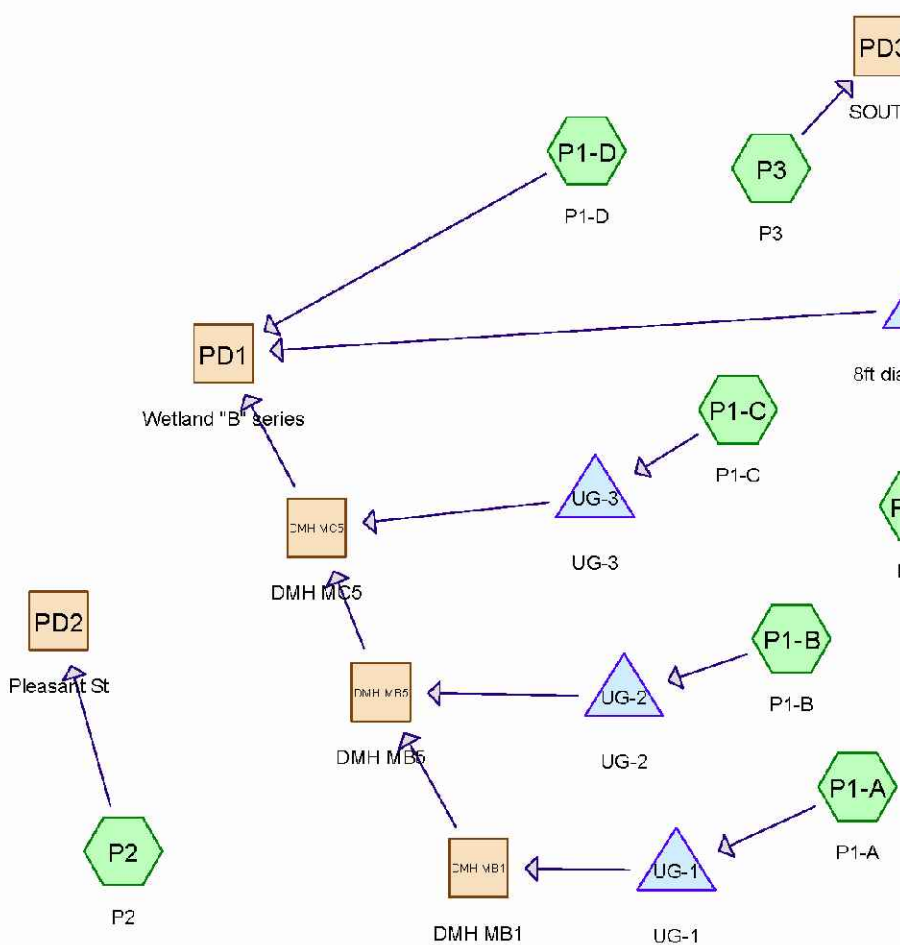 PD3
SOUT
P1-D
P1-D
P3
P3
PD1
Wetland "B" series
8ft dia
P1-C
P1-C
UG-3
UG-3
DMH MC5
DMH MC5
PD2
Pleasant St
P1-B
P1-B
UG-2
UG-2
DMH MB5
DMH MB5
P1-A
P1-A
UG-1
UG-1
DMH MB1
DMH MB1
P2
P2